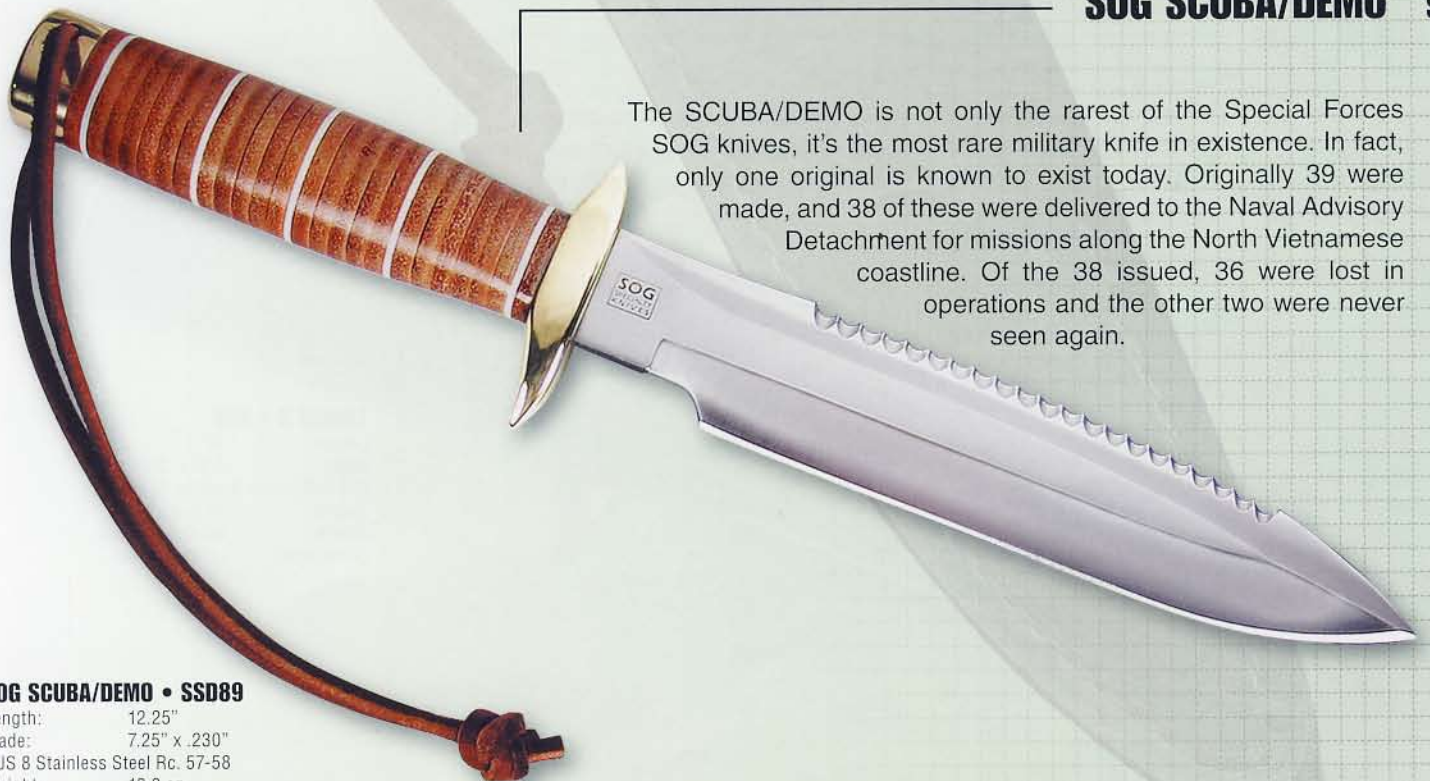 SOG SCUBA/DEMO
The SCUBA/DEMO is not only the rarest of the Special Forces
SOG knives, it's the most rare military knife in existence. In fact,
only one original is known to exist today. Originally 39 were
made, and 38 of these were delivered to the Naval Advisory
Detachment for missions along the North Vietnamese
coastline. Of the 38 issued, 36 were lost in
operations and the other two were never
seen again.
SOG
SPECIALTY
KNIVES
OG SCUBA/DEMO • SSD89
ength: 12.25"
ade: 7.25" x .230"
US 8 Stainless Steel Rc. 57-58